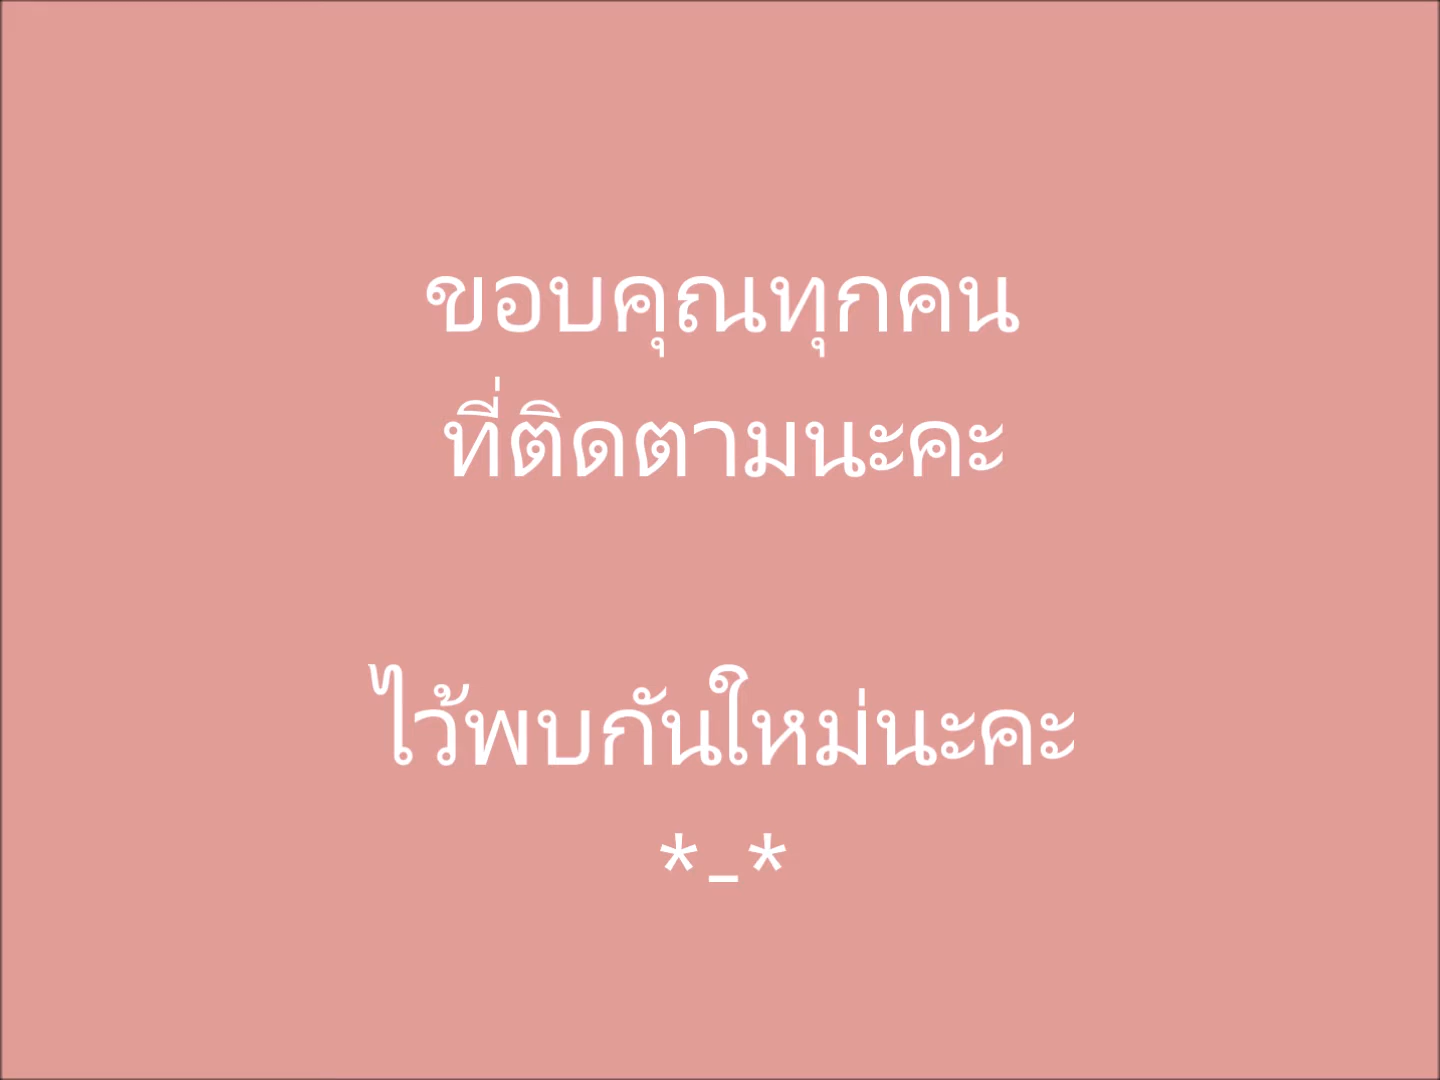 ขอบคุณทุกคน
ที่ติดตามนะคะ
ไว้พบกันใหม่นะคะ
*-*